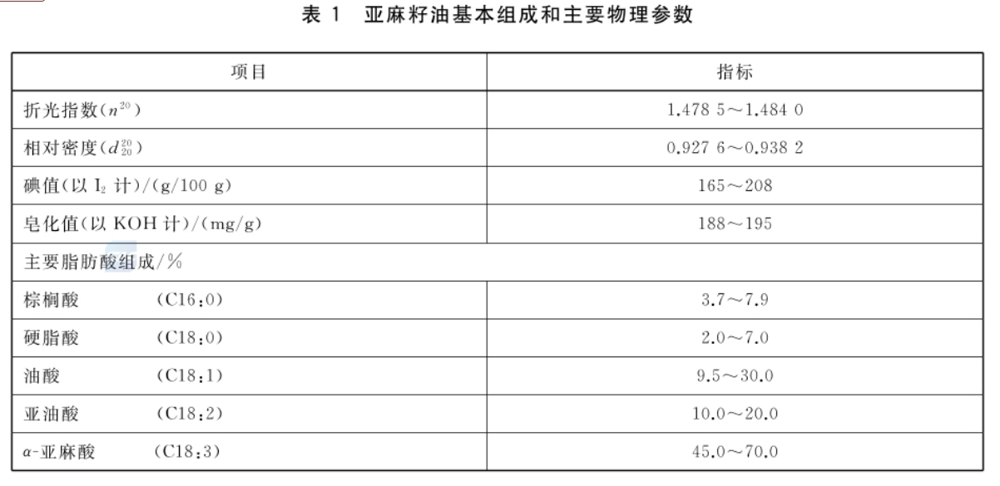 表 1 亚麻籽油基本组成和主要物理参数
项目 指标
折光指数(n²⁰) 1.478 5～1.484 0
相对密度(d²⁰₂₀) 0.927 6～0.938 2
碘值(以 I₂ 计)/(g/100 g) 165～208
皂化值(以 KOH 计)/(mg/g) 188～195
主要脂肪酸组成/%
棕榈酸 (C16:0) 3.7～7.9
硬脂酸 (C18:0) 2.0～7.0
油酸 (C18:1) 9.5～30.0
亚油酸 (C18:2) 10.0～20.0
α-亚麻酸 (C18:3) 45.0～70.0